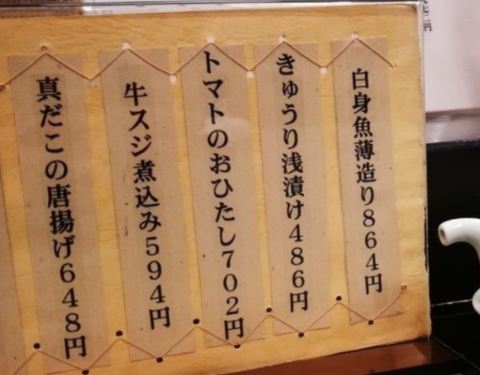 白身魚薄造り864円
きゅうり浅漬け486円
トマトのおひたし702円
牛スジ煮込み594円
真だこの唐揚げ648円